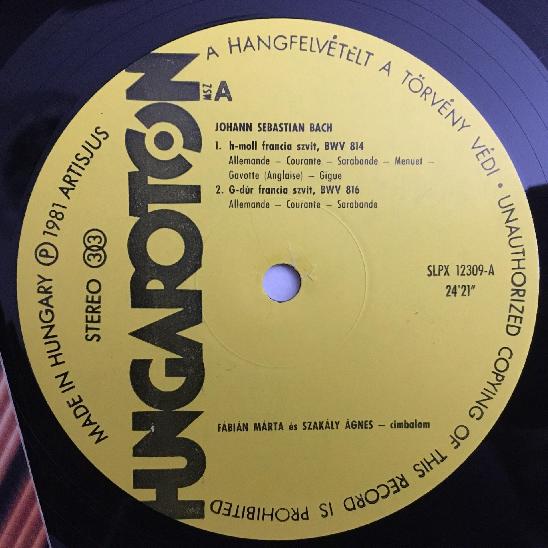 HUNGAROTON
MSZ A
A HANGFELVÉTELT A TÖRVÉNY VÉDI • UNAUTHORIZED COPYING OF THIS RECORD IS PROHIBITED
MADE IN HUNGARY Ⓟ 1981 ARTISJUS
STEREO 33
JOHANN SEBASTIAN BACH
1. h-moll francia szvit, BWV 814
Allemande – Courante – Sarabande – Menuet –
Gavotte (Anglaise) – Gigue
2. G-dúr francia szvit, BWV 816
Allemande – Courante – Sarabande
SLPX 12309-A
24'21"
FÁBIÁN MÁRTA és SZAKÁLY ÁGNES – cimbalom